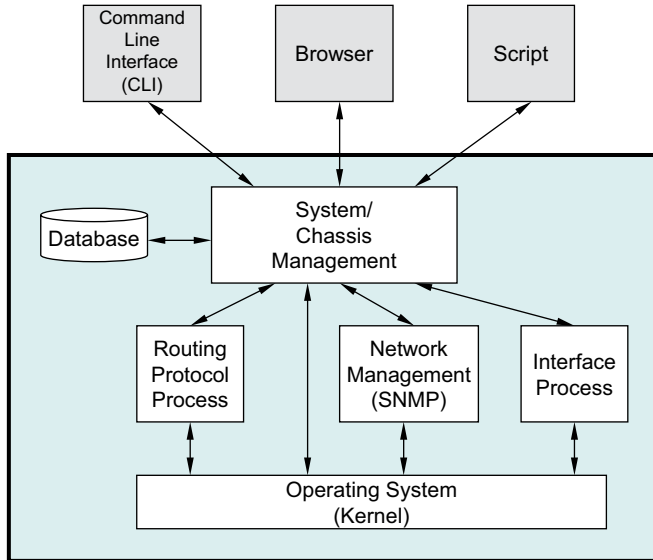 Command
Line
Interface
(CLI)
Browser
Script
System/
Chassis
Management
Database
Routing
Protocol
Process
Network
Management
(SNMP)
Interface
Process
Operating System
(Kernel)